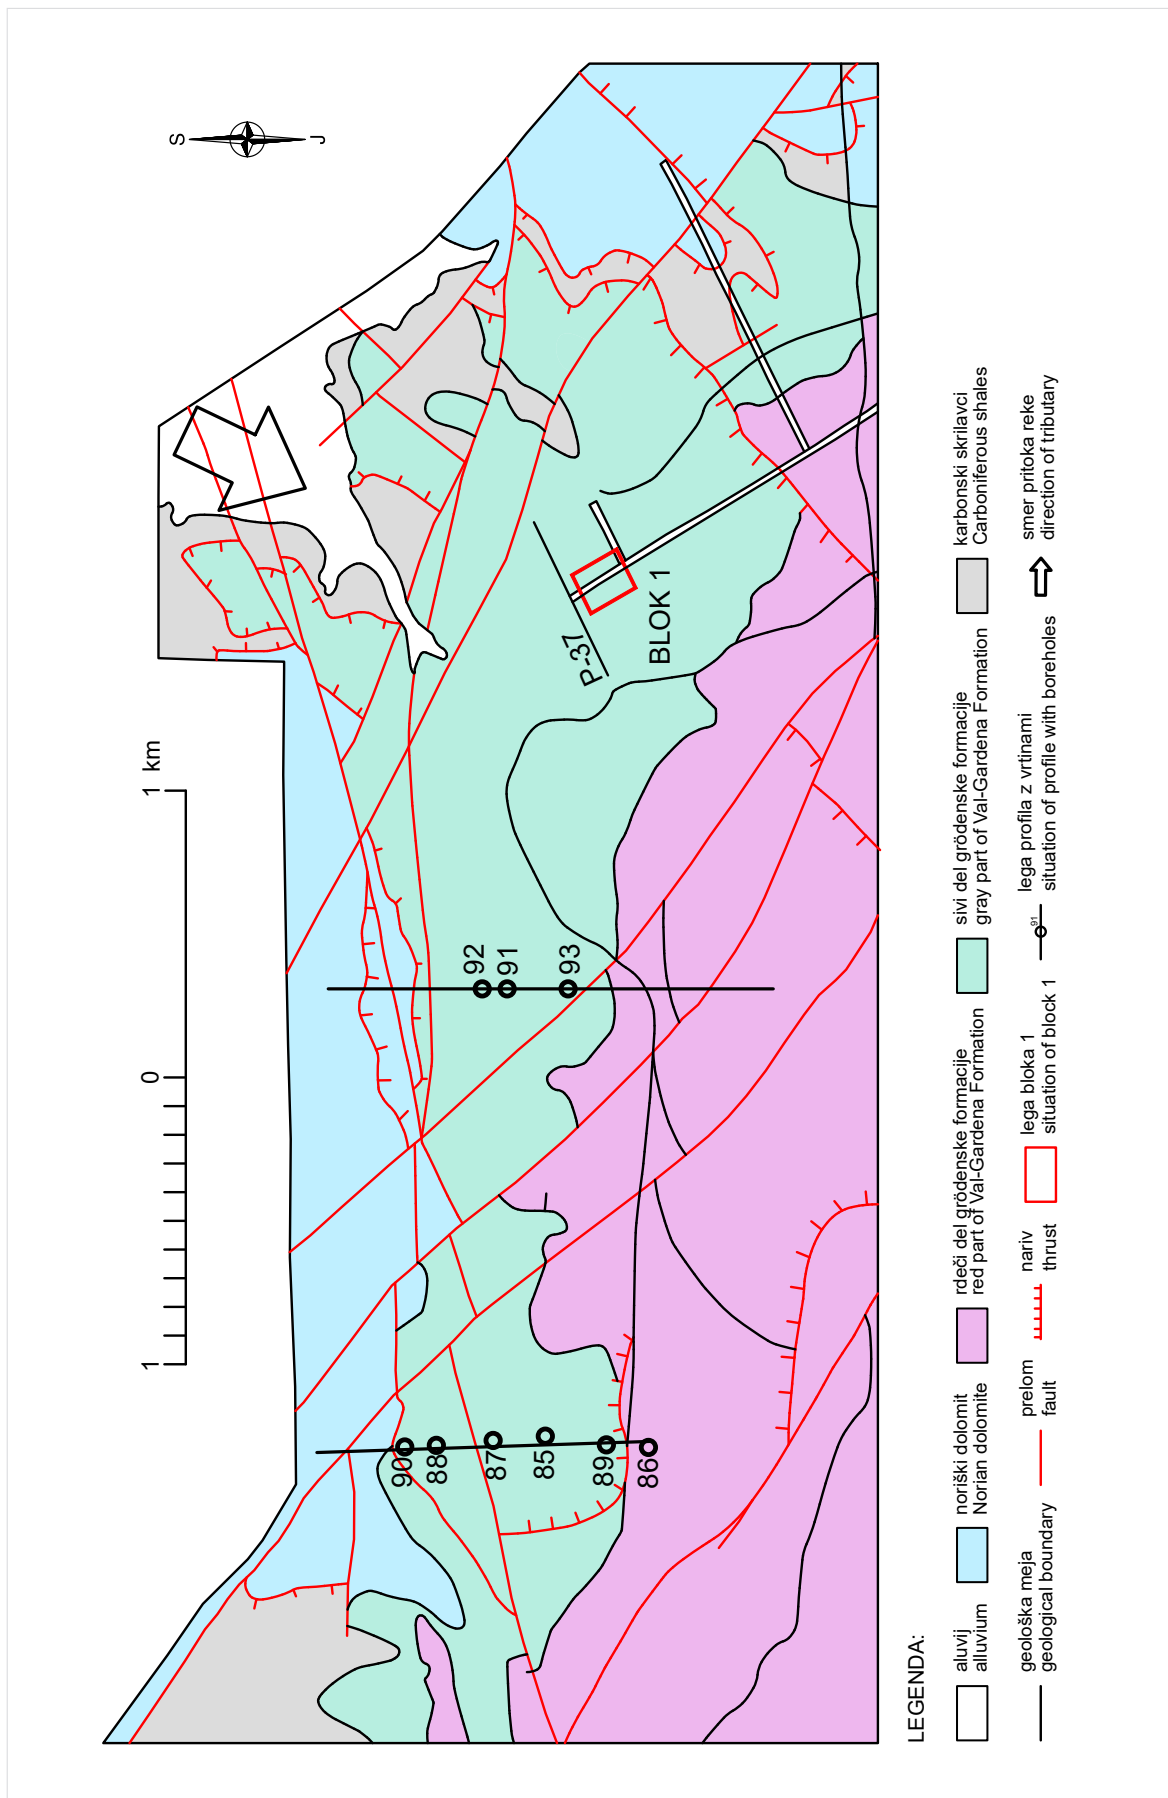 S
J
1
0
1 km
92
91
93
90
88
87
85
89
86
P-37
BLOK 1
LEGENDA:
aluvij
alluvium
noriški dolomit
Norian dolomite
rdeči del grödenske formacije
red part of Val-Gardena Formation
sivi del grödenske formacije
gray part of Val-Gardena Formation
karbonski skrilavci
Carboniferous shales
geološka meja
geological boundary
prelom
fault
nariv
thrust
lega bloka 1
situation of block 1
91
lega profila z vrtinami
situation of profile with boreholes
smer pritoka reke
direction of tributary